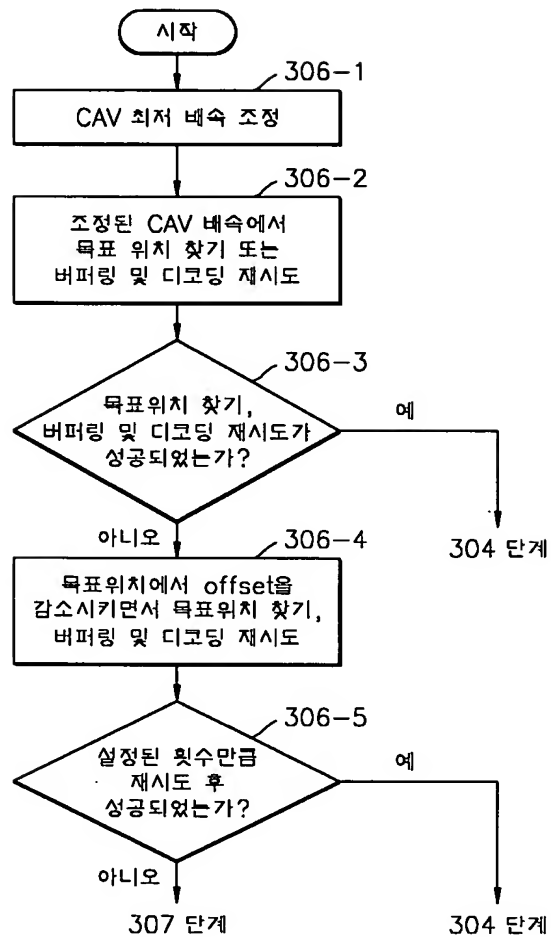 시작
306-1
CAV 최저 배속 조정
306-2
조정된 CAV 배속에서
목표 위치 찾기 또는
버퍼링 및 디코딩 재시도
306-3
목표위치 찾기,
버퍼링 및 디코딩 재시도가
성공되었는가?
예
304 단계
아니오
306-4
목표위치에서 offset을
감소시키면서 목표위치 찾기,
버퍼링 및 디코딩 재시도
306-5
설정된 횟수만큼
재시도 후
성공되었는가?
예
아니오
307 단계
304 단계